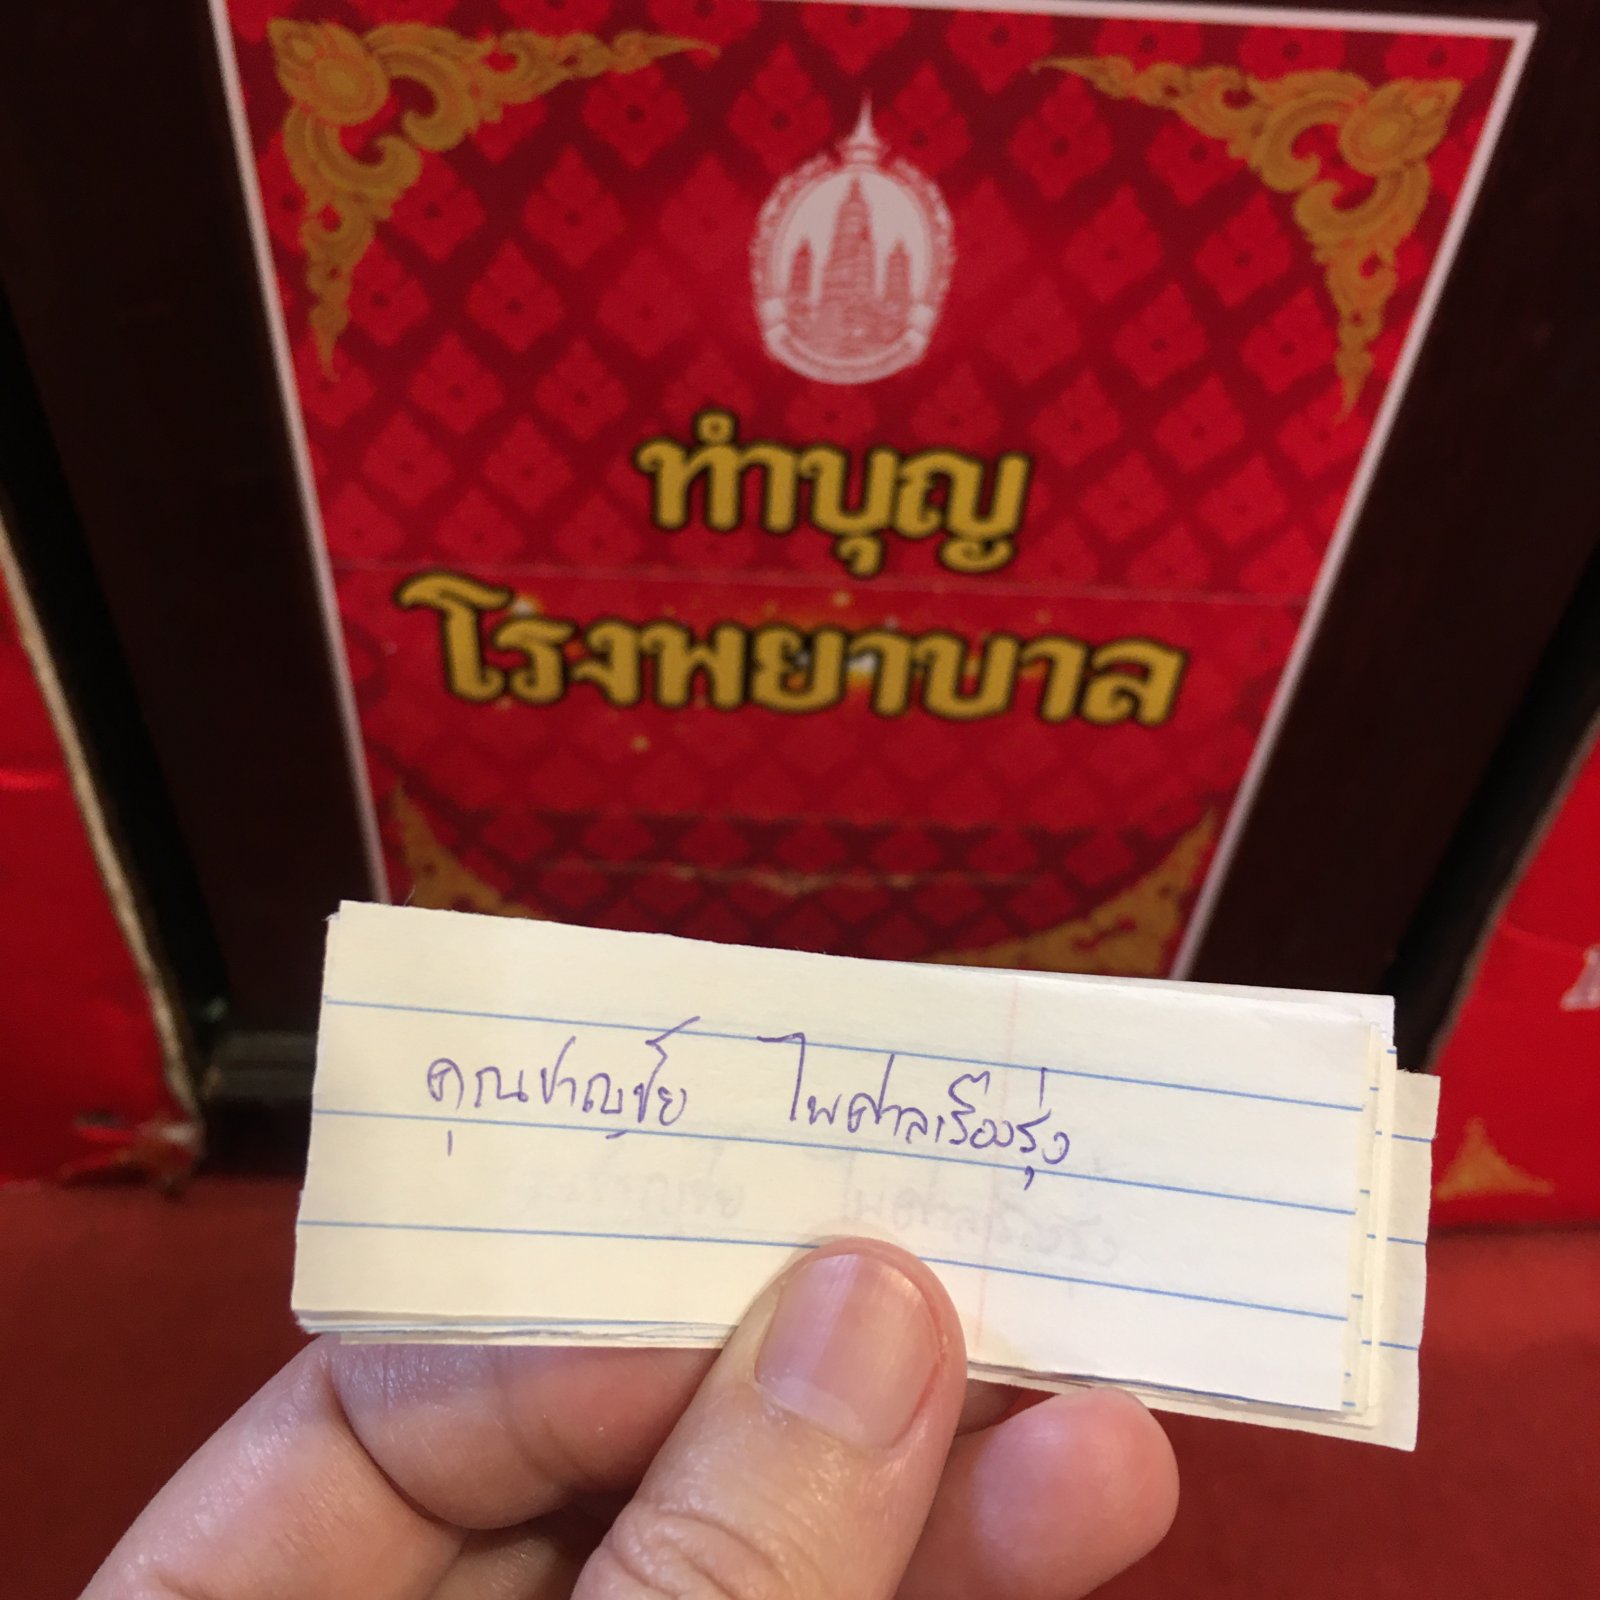 ทำบุญ
โรงพยาบาล
คุณชาญชัย ไพศาลเรืองรุ่ง